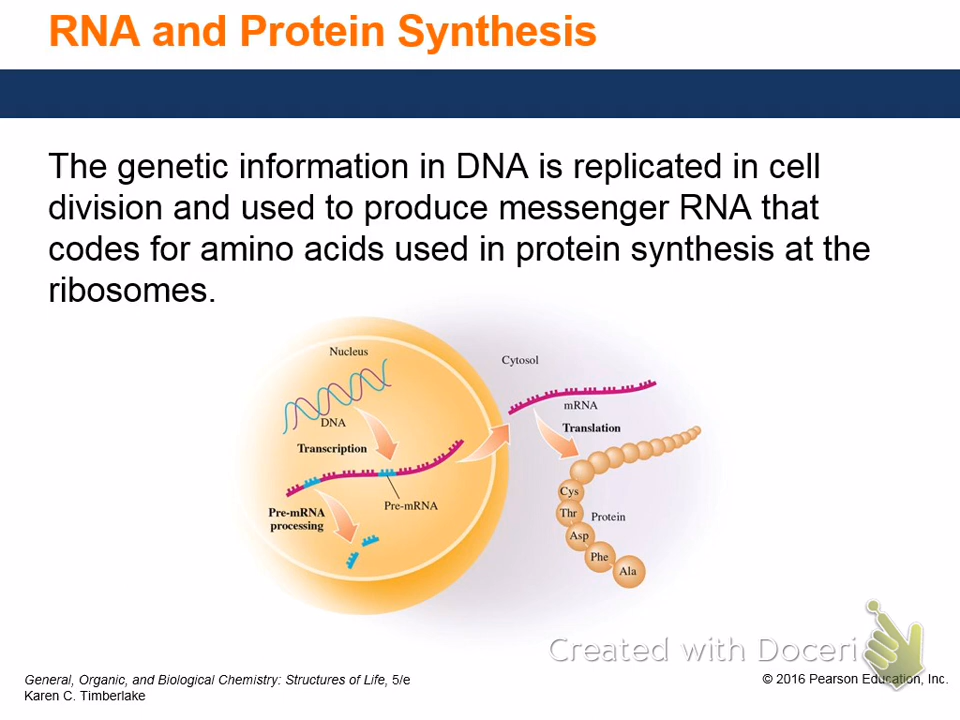 RNA and Protein Synthesis
The genetic information in DNA is replicated in cell
division and used to produce messenger RNA that
codes for amino acids used in protein synthesis at the
ribosomes.
Nucleus
Cytosol
DNA
mRNA
Transcription
Translation
Pre-mRNA
Pre-mRNA
processing
Cys
Thr
Protein
Asp
Phe
Ala
Created with Doceri
General, Organic, and Biological Chemistry: Structures of Life, 5/e
Karen C. Timberlake
© 2016 Pearson Education, Inc.